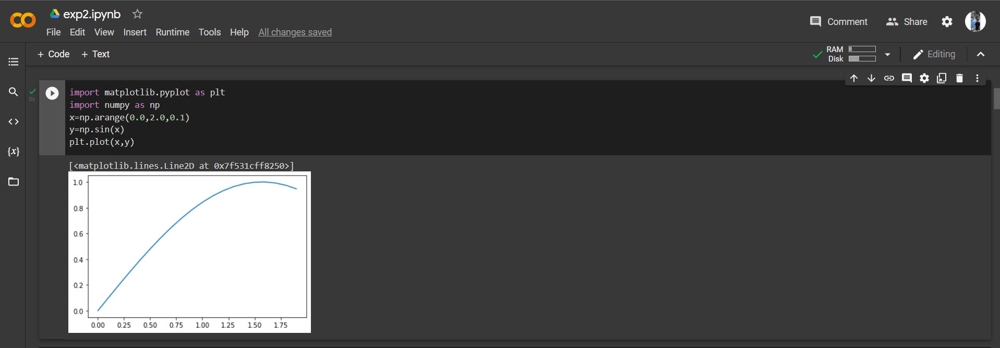 exp2.ipynb
File Edit View Insert Runtime Tools Help All changes saved
Comment Share
+ Code + Text
RAM
Disk
Editing
0s
import matplotlib.pyplot as plt
import numpy as np
x=np.arange(0.0,2.0,0.1)
y=np.sin(x)
plt.plot(x,y)
{x}
[<matplotlib.lines.Line2D at 0x7f531cff8250>]
1.0
0.8
0.6
0.4
0.2
0.0
0.00 0.25 0.50 0.75 1.00 1.25 1.50 1.75